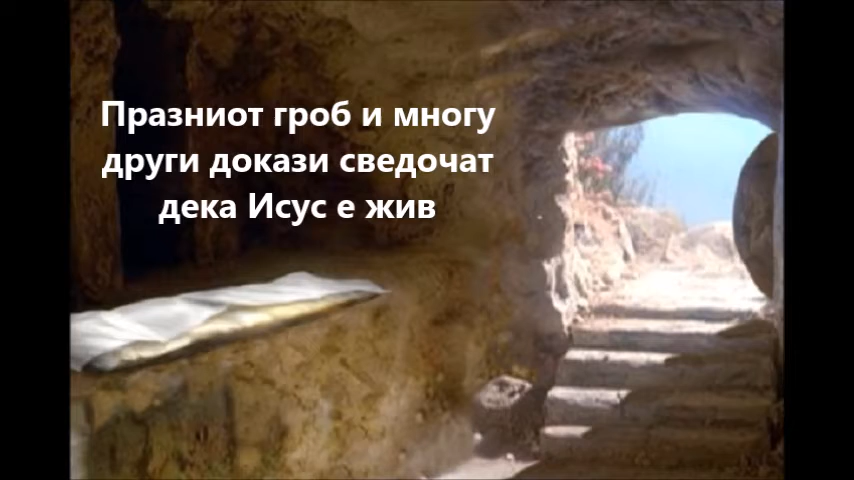 Празниот гроб и многу
други докази сведочат
дека Исус е жив